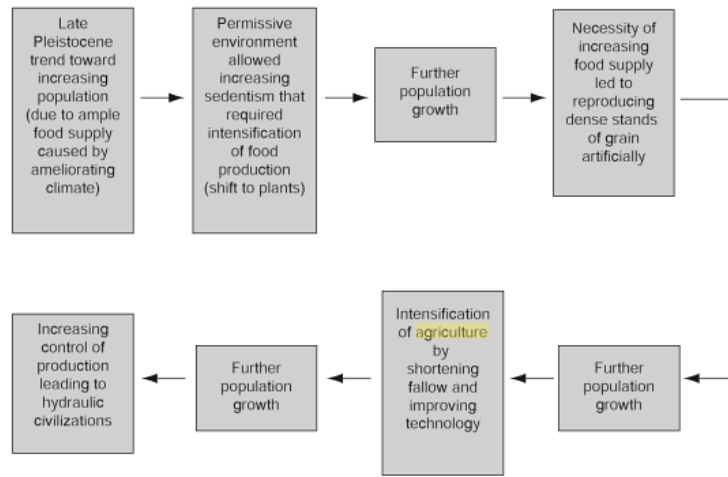 Late
Pleistocene
trend toward
increasing
population
(due to ample
food supply
caused by
ameliorating
climate)
Permissive
environment
allowed
increasing
sedentism that
required
intensification
of food
production
(shift to plants)
Further
population
growth
Necessity of
increasing
food supply
led to
reproducing
dense stands
of grain
artificially
Further
population
growth
Intensification
of agriculture
by
shortening
fallow and
improving
technology
Further
population
growth
Increasing
control of
production
leading to
hydraulic
civilizations